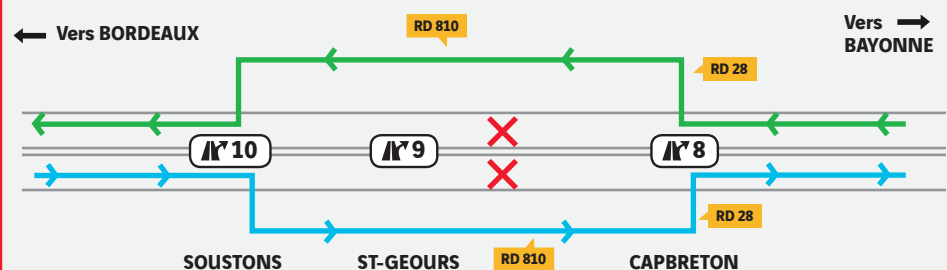 Vers BORDEAUX
RD 810
Vers
BAYONNE
RD 28
10
9
8
RD 28
SOUSTONS
ST-GEOURS
RD 810
CAPBRETON